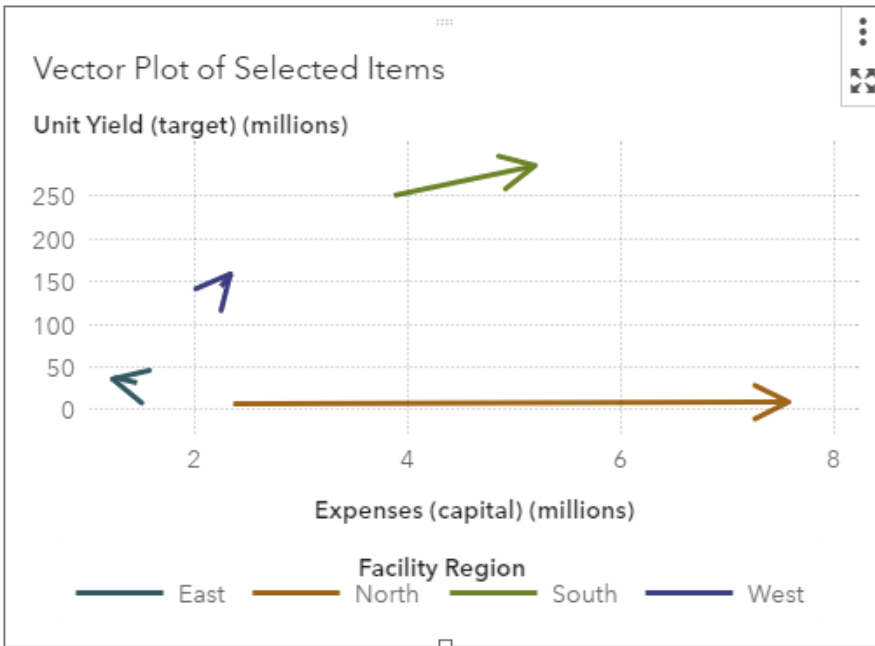 Vector Plot of Selected Items
Unit Yield (target) (millions)
250
200
150
100
50
0
2 4 6 8
Expenses (capital) (millions)
Facility Region
East North South West